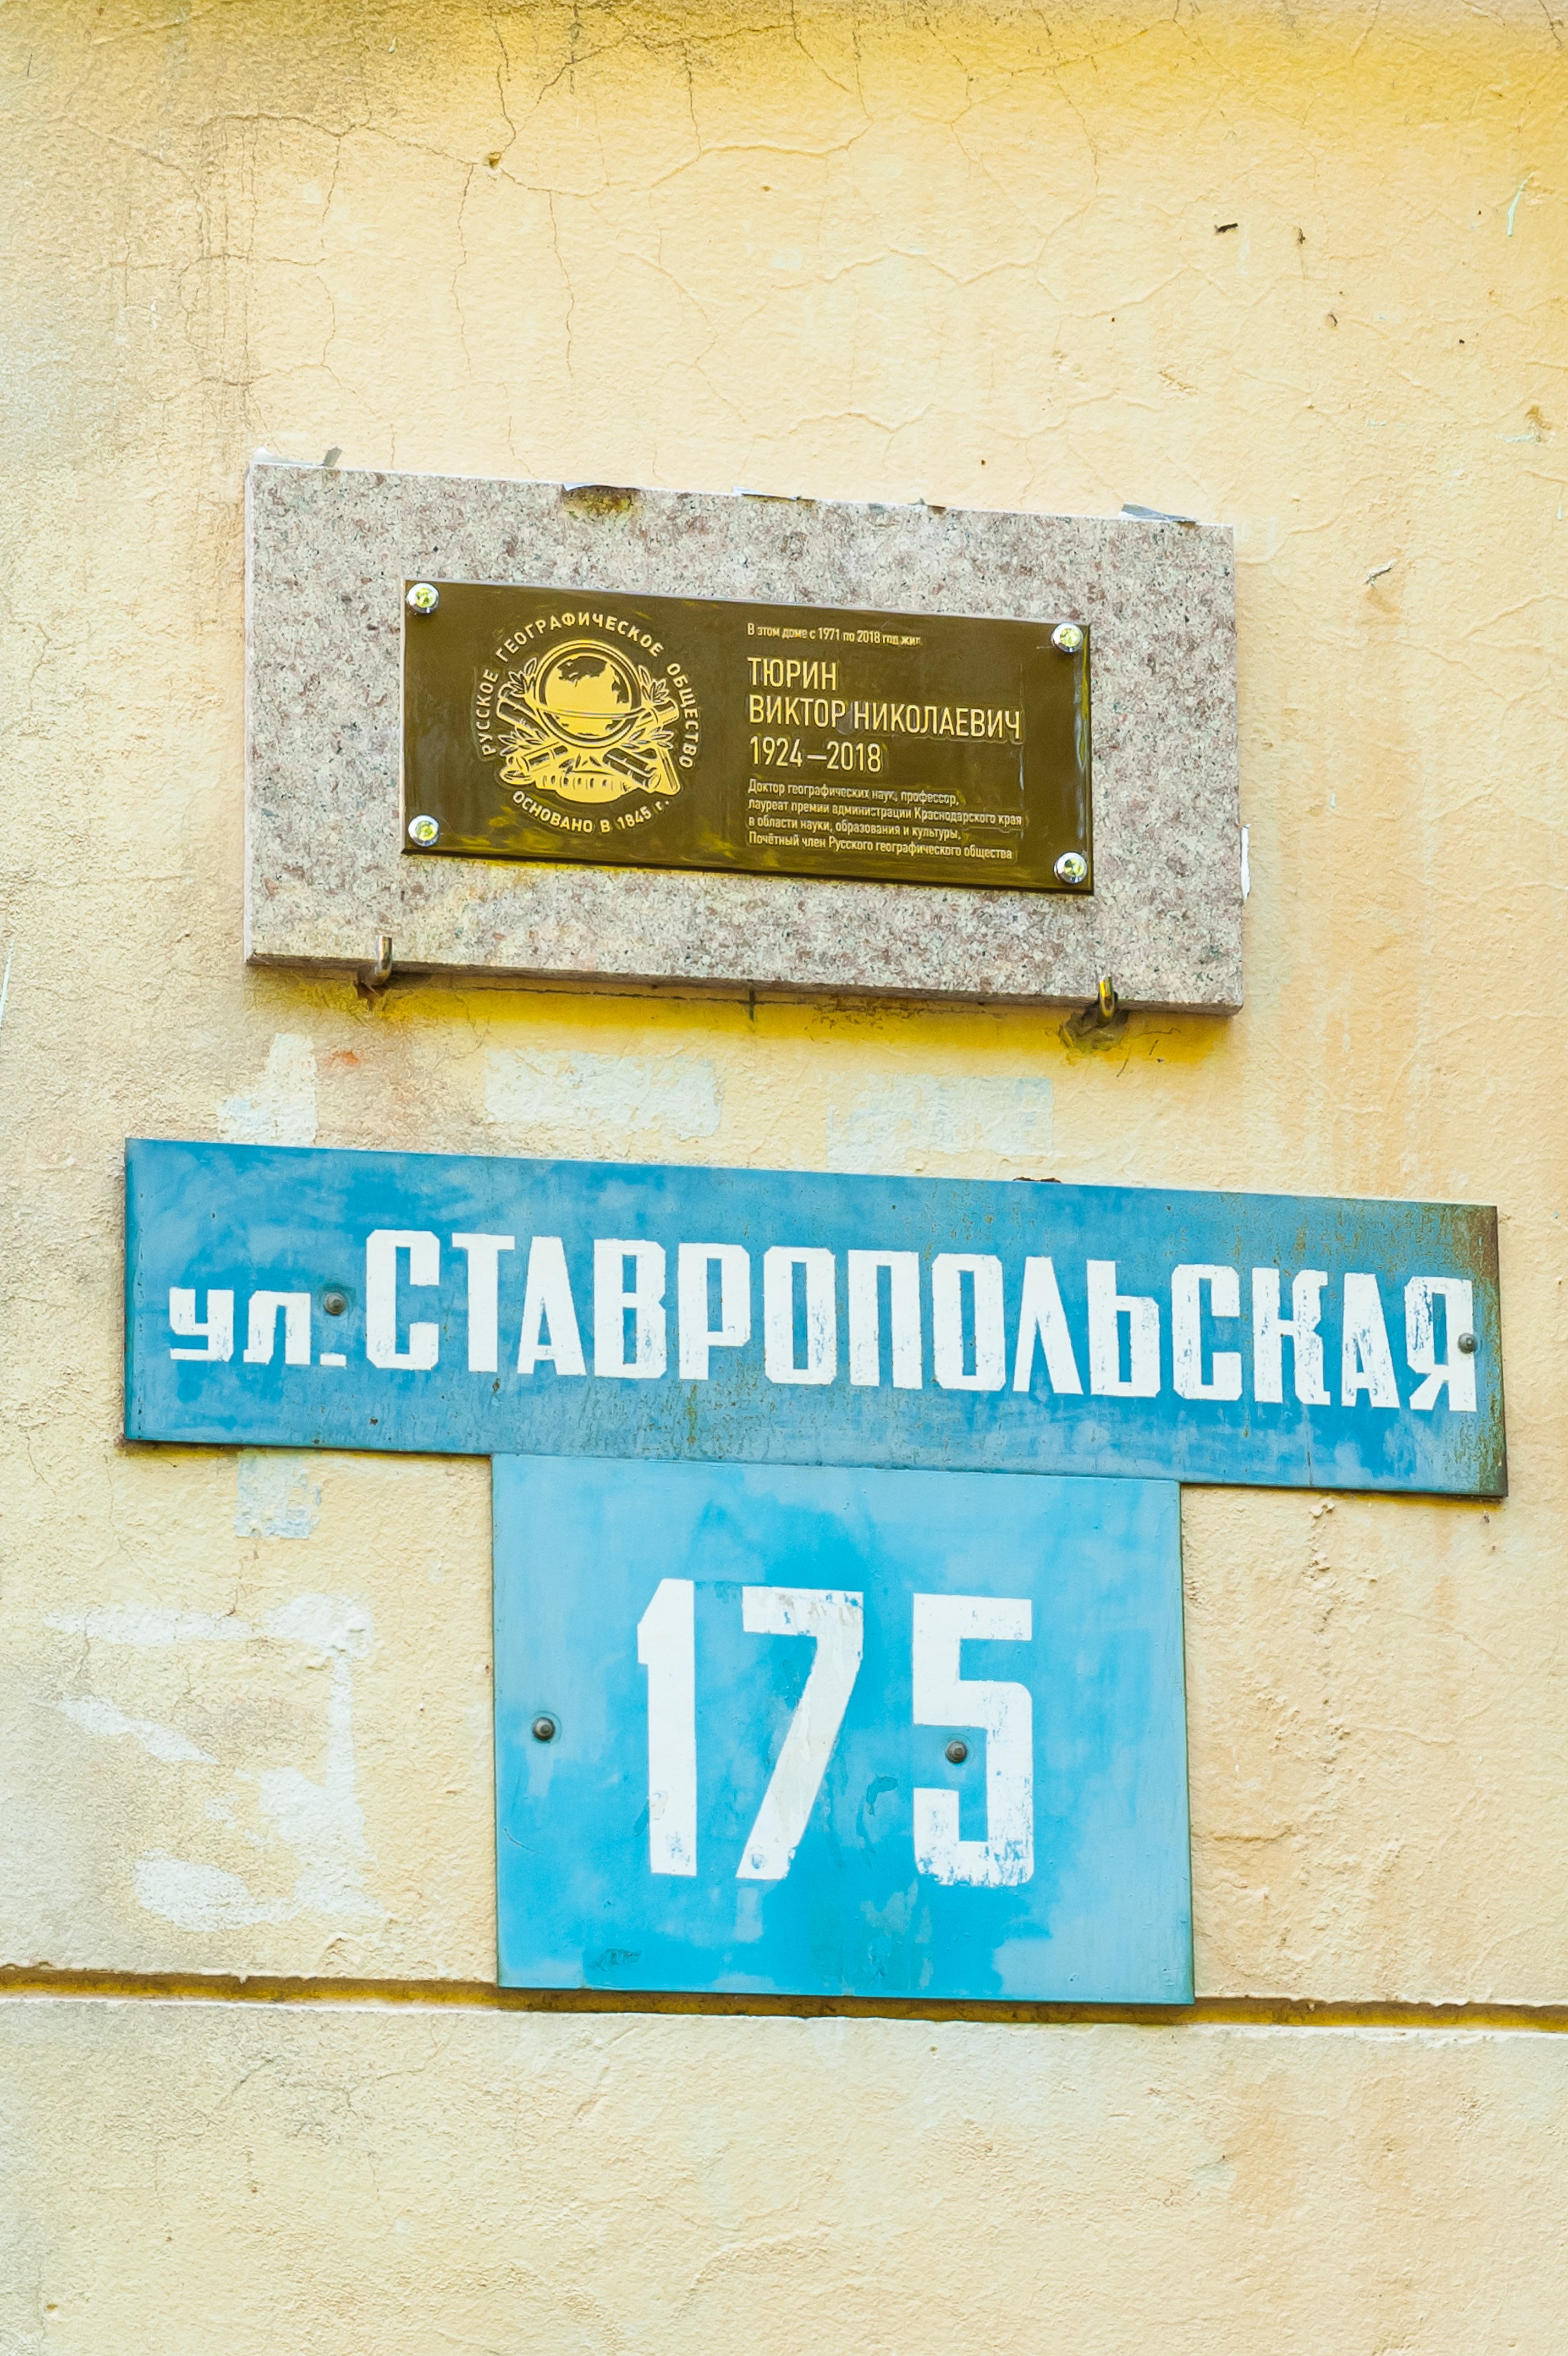 РУССКОЕ ГЕОГРАФИЧЕСКОЕ ОБЩЕСТВО
ОСНОВАНО В 1845 г.
В этом доме с 1971 по 2018 год жил
ТЮРИН
ВИКТОР НИКОЛАЕВИЧ
1924–2018
Доктор географических наук, профессор,
лауреат премии администрации Краснодарского края
в области науки, образования и культуры,
Почётный член Русского географического общества
ул. СТАВРОПОЛЬСКАЯ
175